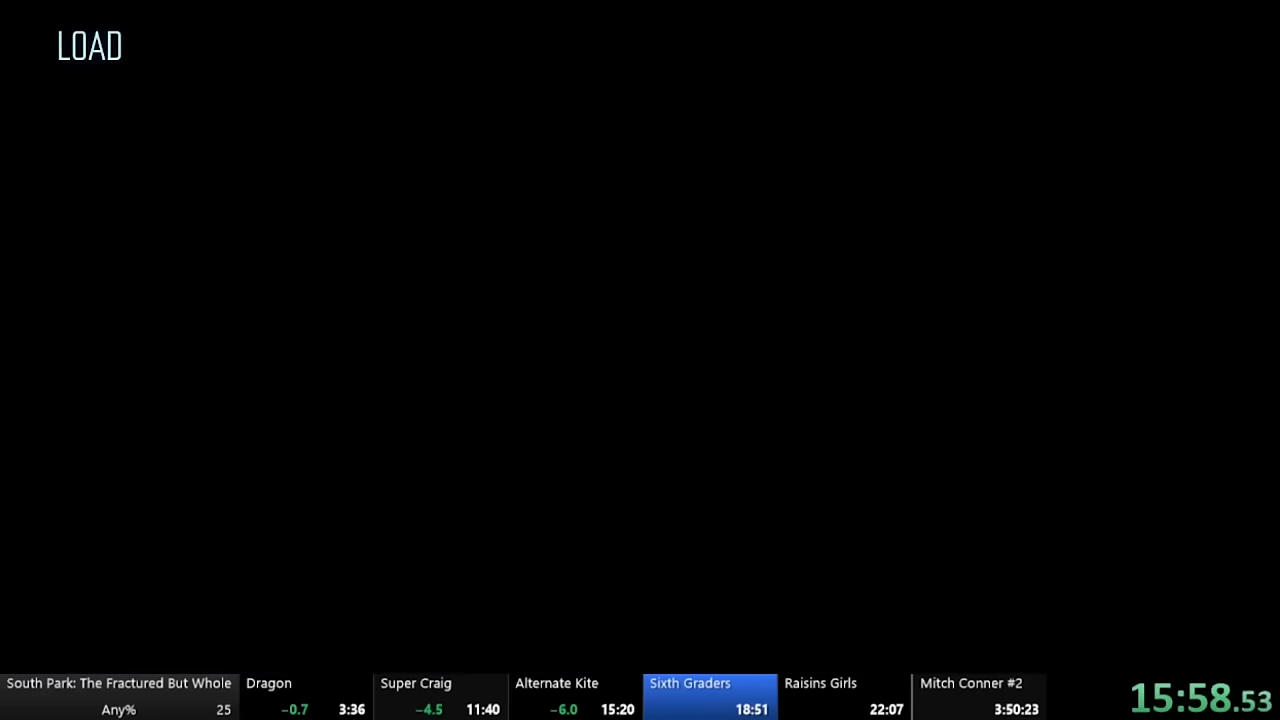 LOAD
South Park: The Fractured But Whole
Any% 25
Dragon
−0.7 3:36
Super Craig
−4.5 11:40
Alternate Kite
−6.0 15:20
Sixth Graders
18:51
Raisins Girls
22:07
Mitch Conner #2
3:50:23
15:58.53